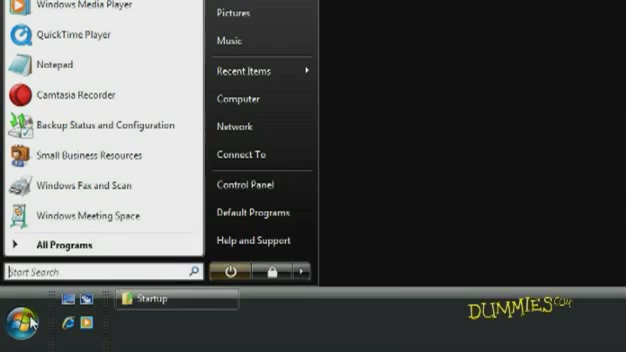 Windows Media Player
QuickTime Player
Notepad
Camtasia Recorder
Backup Status and Configuration
Small Business Resources
Windows Fax and Scan
Windows Meeting Space
All Programs
Start Search
Pictures
Music
Recent Items
Computer
Network
Connect To
Control Panel
Default Programs
Help and Support
Startup
DUMMIES.COM